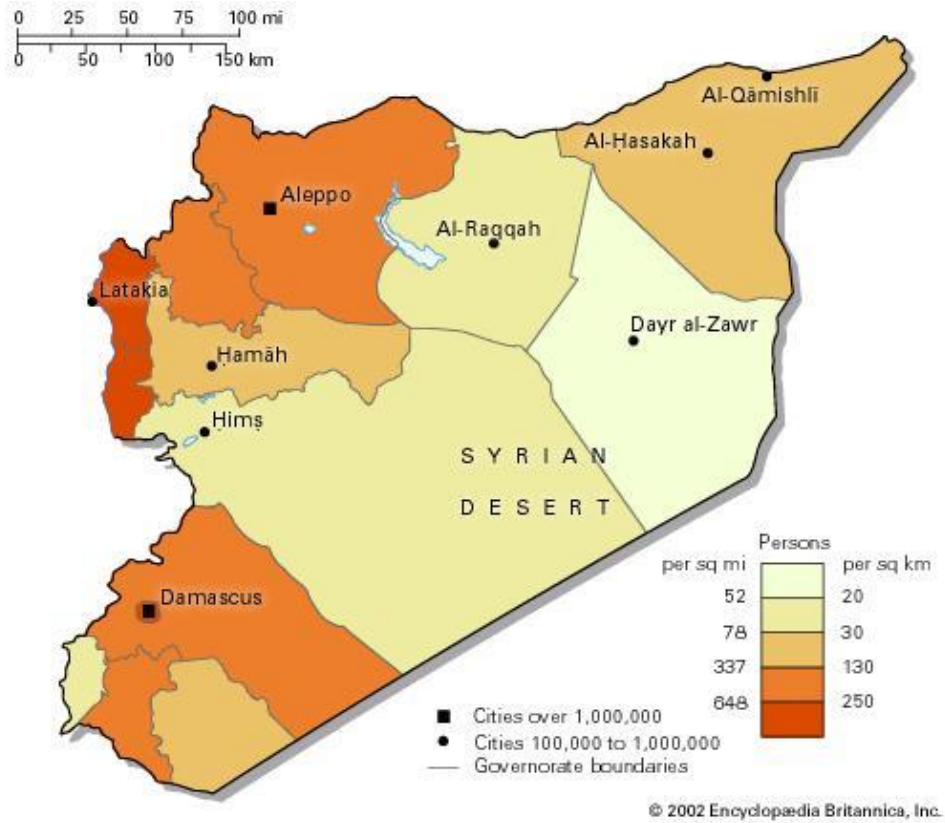 0 25 50 75 100 mi
0 50 100 150 km
Al-Qāmishlī
Al-Ḥasakah
Aleppo
Al-Raqqah
Latakia
Dayr al-Zawr
Ḥamāh
Ḥimṣ
SYRIAN
DESERT
Damascus
Persons
per sq mi per sq km
52 20
78 30
337 130
648 250
Cities over 1,000,000
Cities 100,000 to 1,000,000
Governorate boundaries
© 2002 Encyclopædia Britannica, Inc.